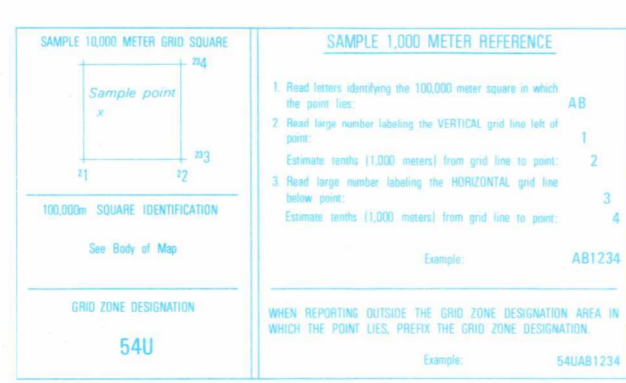 SAMPLE 10,000 METER GRID SQUARE
²³4
Sample point
x
²³3
²1
²2
100,000m SQUARE IDENTIFICATION
See Body of Map
GRID ZONE DESIGNATION
54U
SAMPLE 1,000 METER REFERENCE
1. Read letters identifying the 100,000 meter square in which
the point lies: AB
2. Read large number labeling the VERTICAL grid line left of
point: 1
Estimate tenths (1,000 meters) from grid line to point: 2
3. Read large number labeling the HORIZONTAL grid line
below point: 3
Estimate tenths (1,000 meters) from grid line to point: 4
Example: AB1234
WHEN REPORTING OUTSIDE THE GRID ZONE DESIGNATION AREA IN
WHICH THE POINT LIES, PREFIX THE GRID ZONE DESIGNATION.
Example: 54UAB1234